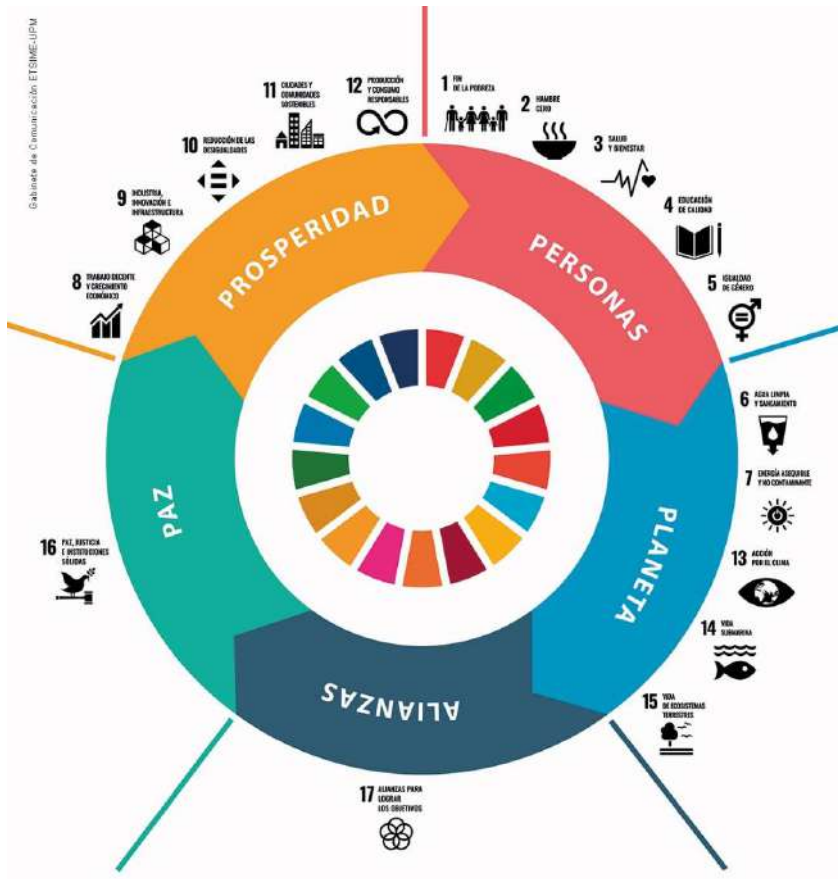 Gabinete de Comunicación ETSIME-UPM
1 FIN
DE LA POBREZA
2 HAMBRE
CERO
3 SALUD
Y BIENESTAR
4 EDUCACIÓN
DE CALIDAD
5 IGUALDAD
DE GÉNERO
6 AGUA LIMPIA
Y SANEAMIENTO
7 ENERGÍA ASEQUIBLE
Y NO CONTAMINANTE
13 ACCIÓN
POR EL CLIMA
14 VIDA
SUBMARINA
15 VIDA
DE ECOSISTEMAS
TERRESTRES
17 ALIANZAS PARA
LOGRAR
LOS OBJETIVOS
16 PAZ, JUSTICIA
E INSTITUCIONES
SÓLIDAS
8 TRABAJO DECENTE
Y CRECIMIENTO
ECONÓMICO
9 INDUSTRIA,
INNOVACIÓN E
INFRAESTRUCTURA
10 REDUCCIÓN DE LAS
DESIGUALDADES
11 CIUDADES Y
COMUNIDADES
SOSTENIBLES
12 PRODUCCIÓN
Y CONSUMO
RESPONSABLES
PERSONAS
PLANETA
ALIANZAS
PAZ
PROSPERIDAD